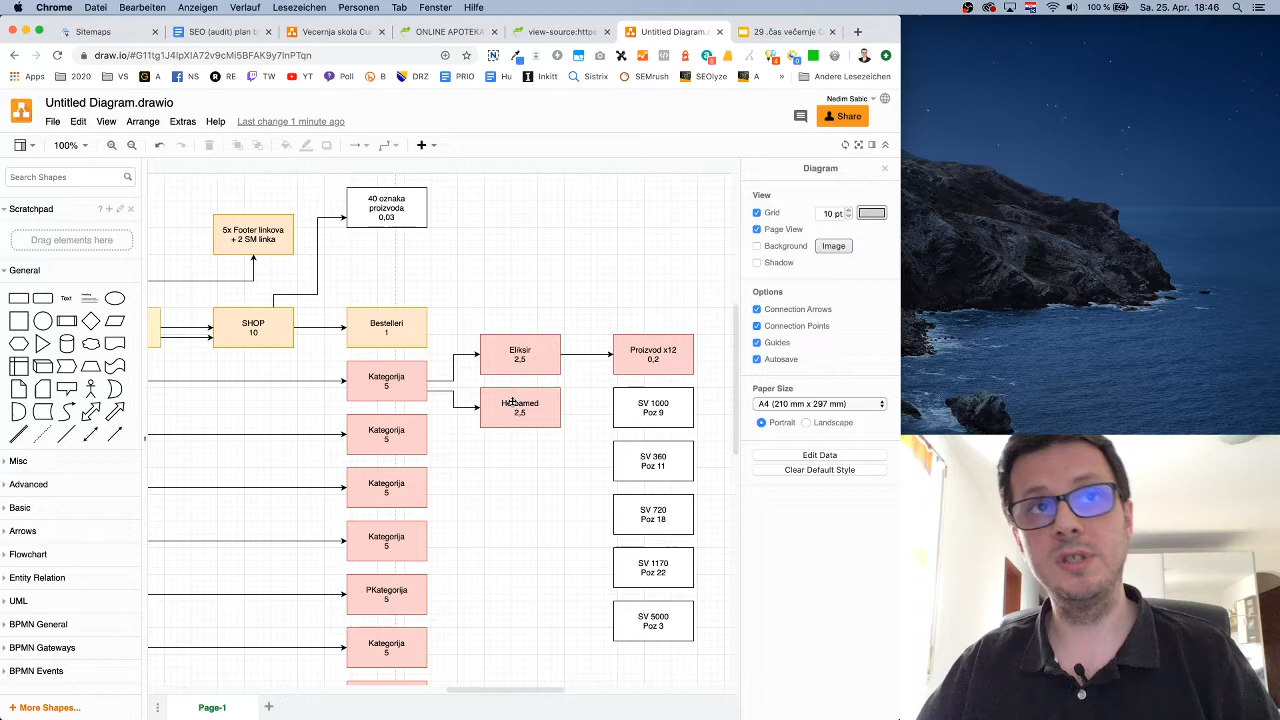 Chrome Datei Bearbeiten Anzeigen Verlauf Lesezeichen Personen Tab Fenster Hilfe
100 % Sa. 25. Apr. 18:46
Sitemaps
SEO (audit) plan b
Vecernja skola Cu
ONLINE APOTEKA
view-source:https
Untitled Diagram.c
29 .čas večernje G
Apps 2020 VS G A NS RE TW YT Poll B DRZ PRIO Hu Inkitt Sistrix SEMrush SEOlyze A » Andere Lesezeichen
Untitled Diagram.drawio
Nedim Sabic
File Edit View Arrange Extras Help Last change 1 minute ago
Share
100%
Search Shapes
Scratchpad
Drag elements here
General
Text
Misc
Advanced
Basic
Arrows
Flowchart
Entity Relation
UML
BPMN General
BPMN Gateways
BPMN Events
+ More Shapes...
5x Footer linkova
+ 2 SM linka
40 oznaka
proizvoda
0,03
SHOP
10
Bestelleri
1
Kategorija
5
Kategorija
5
Kategorija
5
Kategorija
5
PKategorija
5
Kategorija
5
Eliksir
2,5
2,5
Proizvod x12
0,2
SV 1000
Poz 9
SV 360
Poz 11
SV 720
Poz 18
SV 1170
Poz 22
SV 5000
Poz 3
Page-1
Diagram
View
Grid 10 pt
Page View
Background Image
Shadow
Options
Connection Arrows
Connection Points
Guides
Autosave
Paper Size
A4 (210 mm x 297 mm)
Portrait Landscape
Edit Data
Clear Default Style